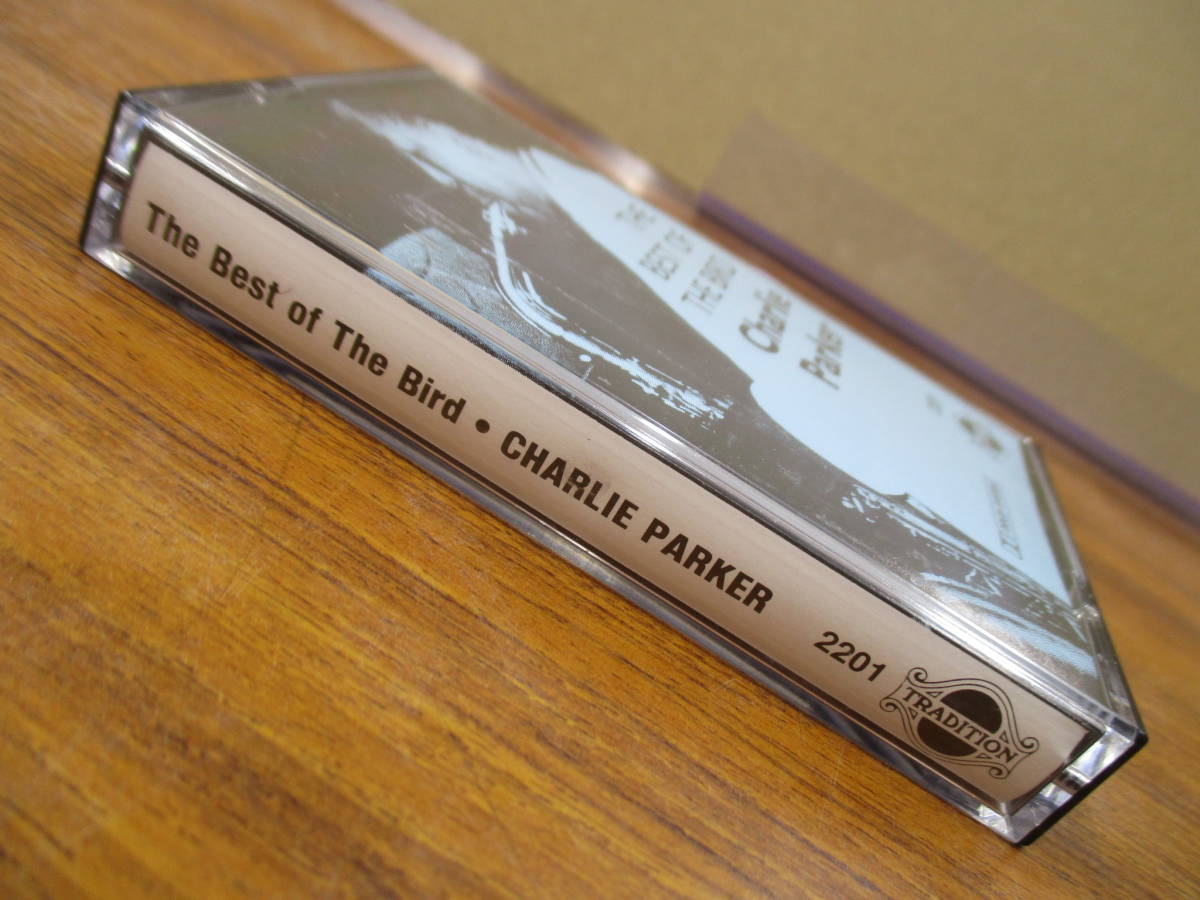 The Best of The Bird • CHARLIE PARKER 2201 TRADITION
THE
BEST OF
THE BIRD
Charlie
Parker